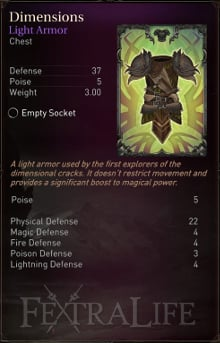 Dimensions
Light Armor
Chest
Defense 37
Poise 5
Weight 3.00
Empty Socket
A light armor used by the first explorers of the
dimensional cracks. It doesn't restrict movement and
provides a significant boost to magical power.
Poise 5
Physical Defense 22
Magic Defense 4
Fire Defense 4
Poison Defense 3
Lightning Defense 4
FEXTRALIFE